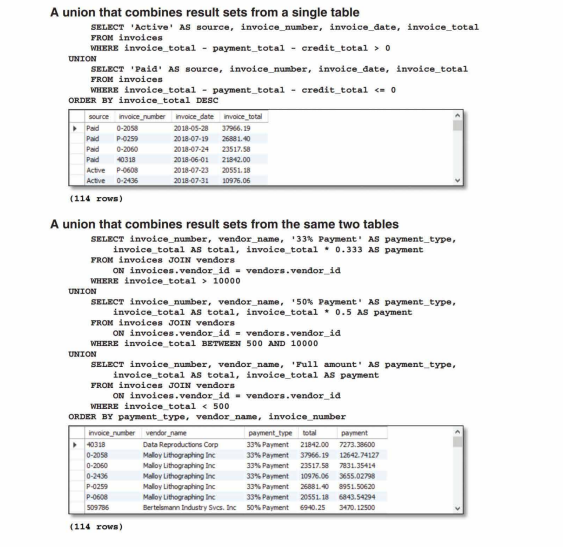 A union that combines result sets from a single table
SELECT 'Active' AS source, invoice_number, invoice_date, invoice_total
FROM invoices
WHERE invoice_total - payment_total - credit_total > 0
UNION
SELECT 'Paid' AS source, invoice_number, invoice_date, invoice_total
FROM invoices
WHERE invoice_total - payment_total - credit_total <= 0
ORDER BY invoice_total DESC
source invoice_number invoice_date invoice_total
Paid 0-2058 2018-05-28 37966.19
Paid P-0259 2018-07-19 26881.40
Paid 0-2060 2018-07-24 23517.58
Paid 40318 2018-06-01 21842.00
Active P-0608 2018-07-23 20551.18
Active 0-2436 2018-07-31 10976.06
(114 rows)
A union that combines result sets from the same two tables
SELECT invoice_number, vendor_name, '33% Payment' AS payment_type,
invoice_total AS total, invoice_total * 0.333 AS payment
FROM invoices JOIN vendors
ON invoices.vendor_id = vendors.vendor_id
WHERE invoice_total > 10000
UNION
SELECT invoice_number, vendor_name, '50% Payment' AS payment_type,
invoice_total AS total, invoice_total * 0.5 AS payment
FROM invoices JOIN vendors
ON invoices.vendor_id = vendors.vendor_id
WHERE invoice_total BETWEEN 500 AND 10000
UNION
SELECT invoice_number, vendor_name, 'Full amount' AS payment_type,
invoice_total AS total, invoice_total AS payment
FROM invoices JOIN vendors
ON invoices.vendor_id = vendors.vendor_id
WHERE invoice_total < 500
ORDER BY payment_type, vendor_name, invoice_number
invoice_number vendor_name payment_type total payment
40318 Data Reproductions Corp 33% Payment 21842.00 7273.38600
0-2058 Malloy Lithographing Inc 33% Payment 37966.19 12642.74127
0-2060 Malloy Lithographing Inc 33% Payment 23517.58 7831.35414
0-2436 Malloy Lithographing Inc 33% Payment 10976.06 3655.02798
P-0259 Malloy Lithographing Inc 33% Payment 26881.40 8951.50620
P-0608 Malloy Lithographing Inc 33% Payment 20551.18 6843.54294
509786 Bertelsmann Industry Svcs. Inc 50% Payment 6940.25 3470.12500
(114 rows)